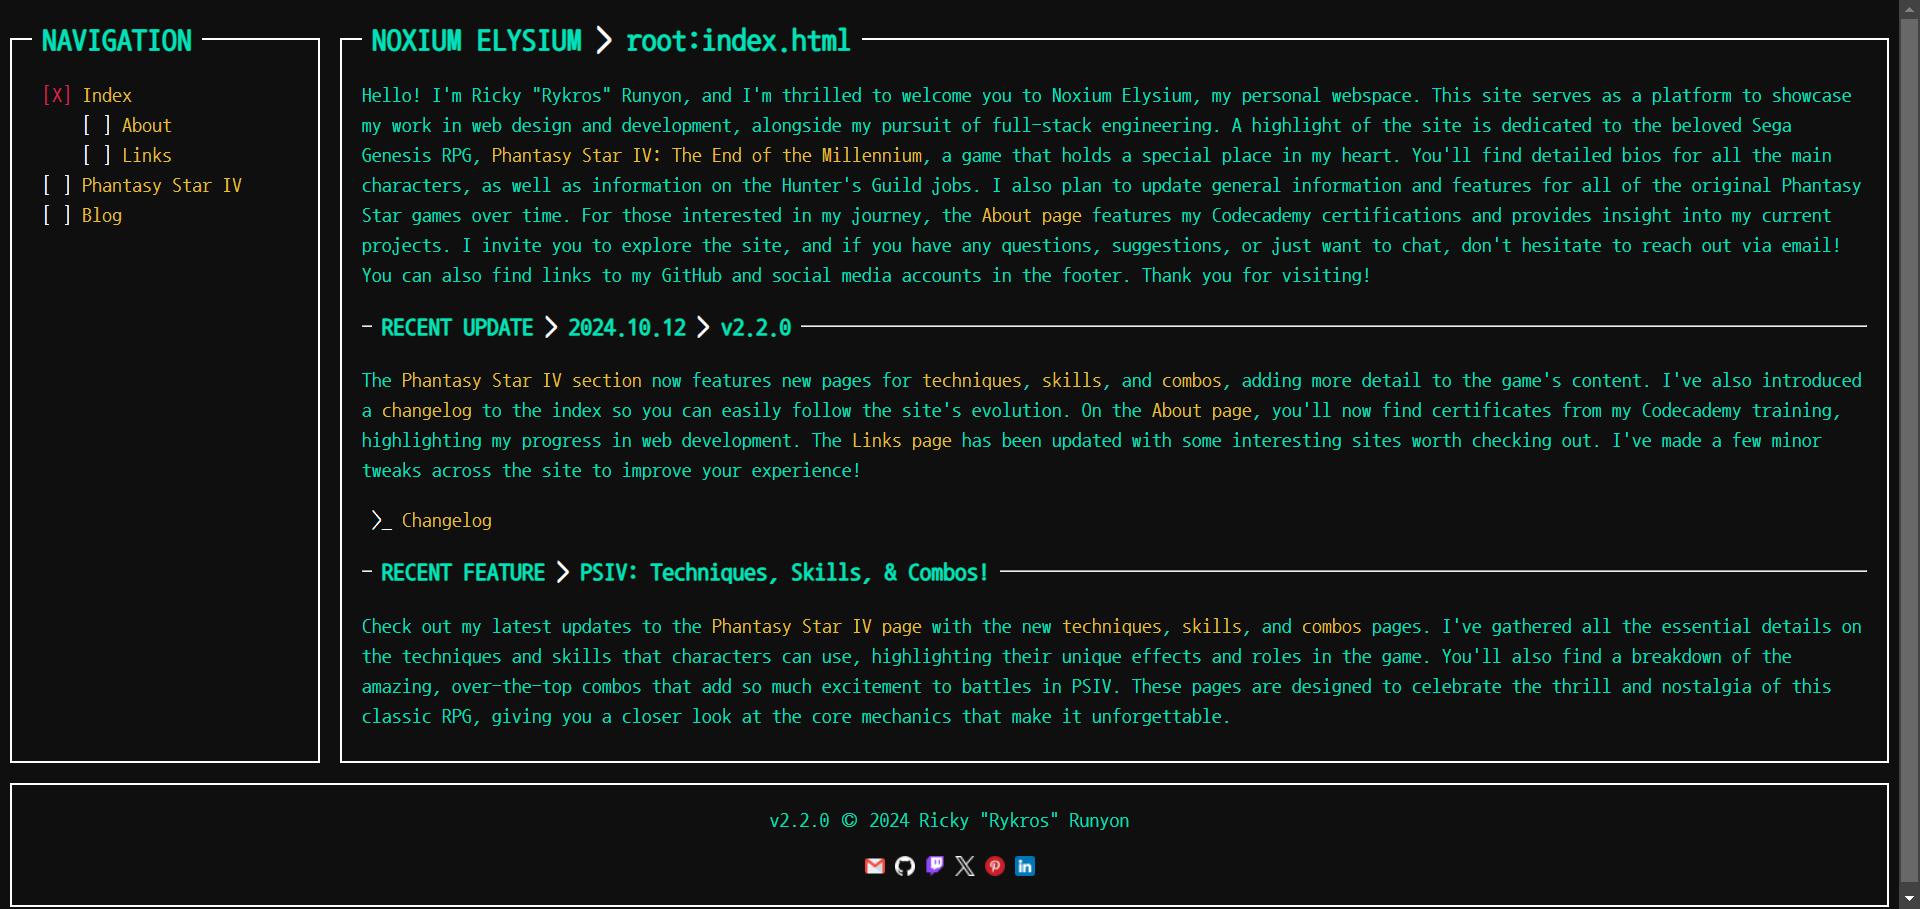 NAVIGATION
[X] Index
[ ] About
[ ] Links
[ ] Phantasy Star IV
[ ] Blog
NOXIUM ELYSIUM > root:index.html
Hello! I'm Ricky "Rykros" Runyon, and I'm thrilled to welcome you to Noxium Elysium, my personal webspace. This site serves as a platform to showcase
my work in web design and development, alongside my pursuit of full-stack engineering. A highlight of the site is dedicated to the beloved Sega
Genesis RPG, Phantasy Star IV: The End of the Millennium, a game that holds a special place in my heart. You'll find detailed bios for all the main
characters, as well as information on the Hunter's Guild jobs. I also plan to update general information and features for all of the original Phantasy
Star games over time. For those interested in my journey, the About page features my Codecademy certifications and provides insight into my current
projects. I invite you to explore the site, and if you have any questions, suggestions, or just want to chat, don't hesitate to reach out via email!
You can also find links to my GitHub and social media accounts in the footer. Thank you for visiting!
RECENT UPDATE > 2024.10.12 > v2.2.0
The Phantasy Star IV section now features new pages for techniques, skills, and combos, adding more detail to the game's content. I've also introduced
a changelog to the index so you can easily follow the site's evolution. On the About page, you'll now find certificates from my Codecademy training,
highlighting my progress in web development. The Links page has been updated with some interesting sites worth checking out. I've made a few minor
tweaks across the site to improve your experience!
>_ Changelog
RECENT FEATURE > PSIV: Techniques, Skills, & Combos!
Check out my latest updates to the Phantasy Star IV page with the new techniques, skills, and combos pages. I've gathered all the essential details on
the techniques and skills that characters can use, highlighting their unique effects and roles in the game. You'll also find a breakdown of the
amazing, over-the-top combos that add so much excitement to battles in PSIV. These pages are designed to celebrate the thrill and nostalgia of this
classic RPG, giving you a closer look at the core mechanics that make it unforgettable.
v2.2.0 © 2024 Ricky "Rykros" Runyon